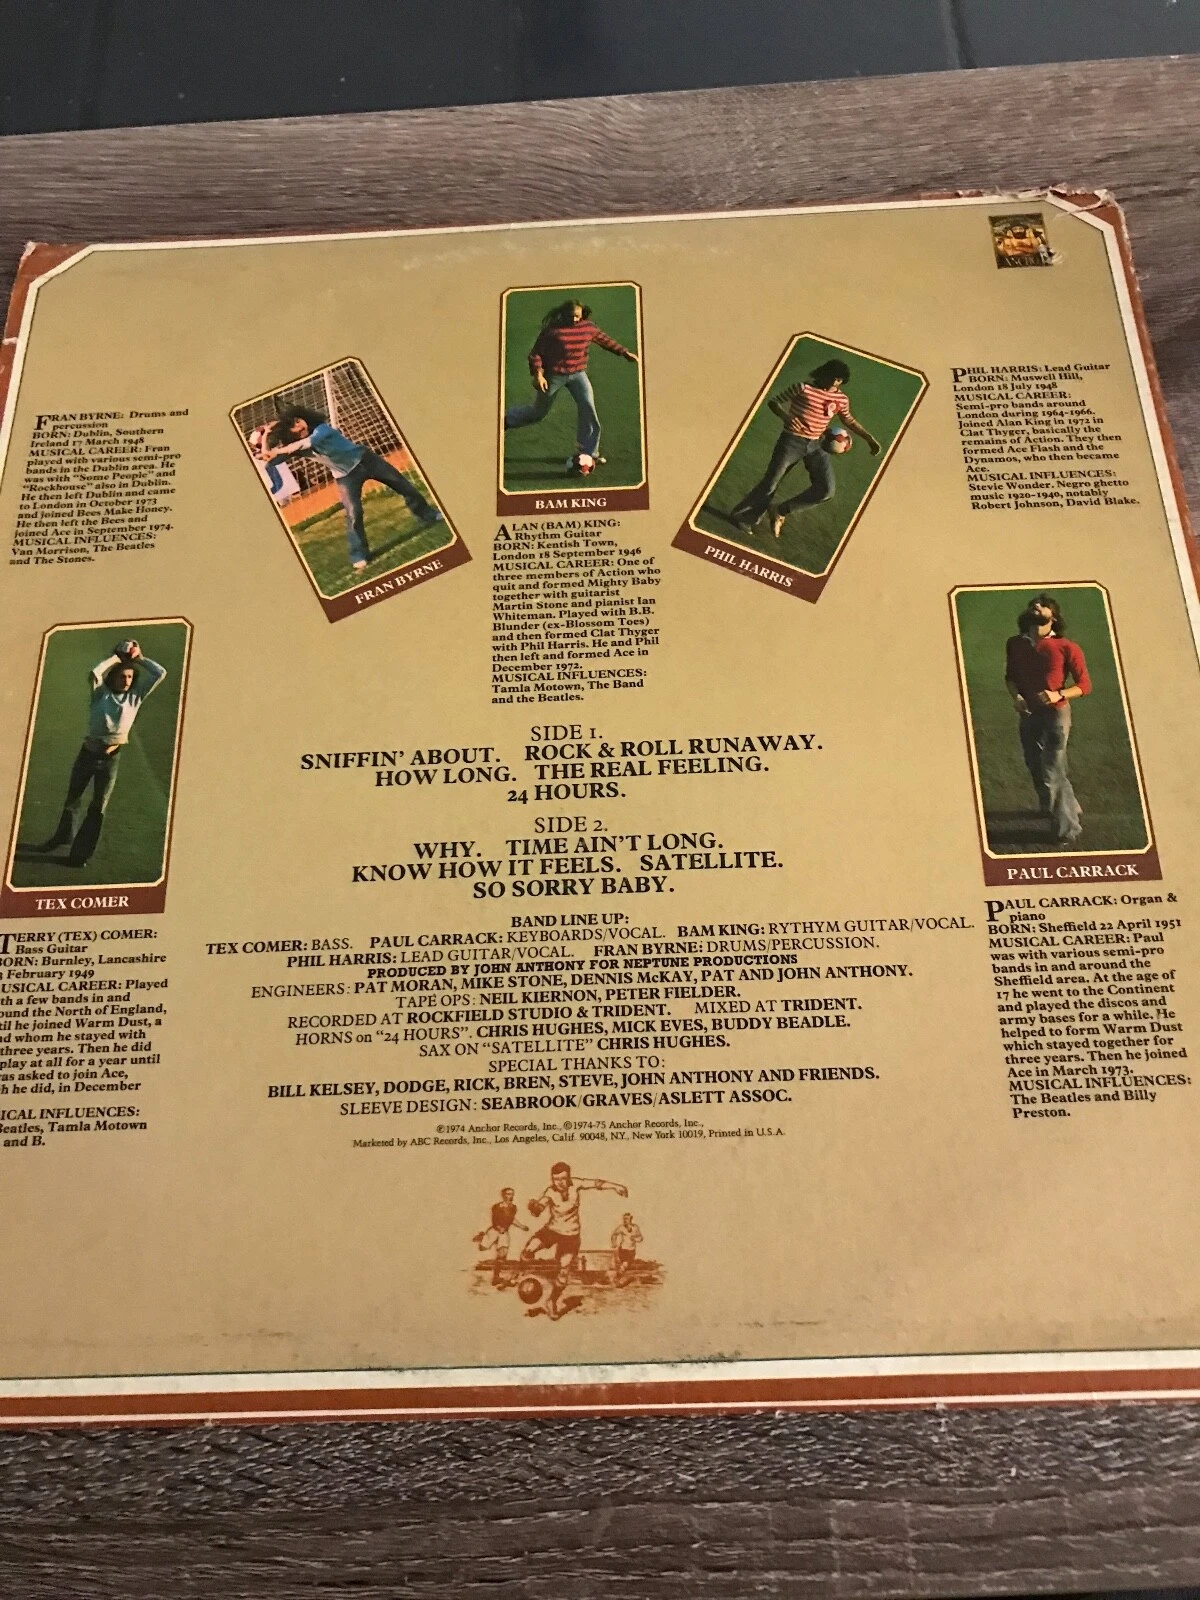 ANCHOR
FRAN BYRNE: Drums and
percussion
BORN: Dublin, Southern
Ireland 17 March 1948
MUSICAL CAREER: Fran
played with various semi-pro
bands in the Dublin area. He
was with "Some People" and
"Rockhouse" also in Dublin.
He then left Dublin and came
to London in October 1973
and joined Bees Make Honey.
He then left the Bees and
joined Ace in September 1974.
MUSICAL INFLUENCES:
Van Morrison, The Beatles
and The Stones.
FRAN BYRNE
BAM KING
ALAN (BAM) KING:
Rhythm Guitar
BORN: Kentish Town,
London 18 September 1946
MUSICAL CAREER: One of
three members of Action who
quit and formed Mighty Baby
together with guitarist
Martin Stone and pianist Ian
Whiteman. Played with B.B.
Blunder (ex-Blossom Toes)
and then formed Clat Thyger
with Phil Harris. He and Phil
then left and formed Ace in
December 1972.
MUSICAL INFLUENCES:
Tamla Motown, The Band
and the Beatles.
PHIL HARRIS
PHIL HARRIS: Lead Guitar
BORN: Muswell Hill,
London 18 July 1948
MUSICAL CAREER:
Semi-pro bands around
London during 1964-1966.
Joined Alan King in 1972 in
Clat Thyger, basically the
remains of Action. They then
formed Ace Flash and the
Dynamos, who then became
Ace.
MUSICAL INFLUENCES:
Stevie Wonder. Negro ghetto
music 1920-1940, notably
Robert Johnson, David Blake.
TEX COMER
TERRY (TEX) COMER:
Bass Guitar
BORN: Burnley, Lancashire
February 1949
USICAL CAREER: Played
th a few bands in and
ound the North of England,
til he joined Warm Dust, a
d whom he stayed with
three years. Then he did
play at all for a year until
as asked to join Ace,
h he did, in December
ICAL INFLUENCES:
Beatles, Tamla Motown
and B.
PAUL CARRACK
PAUL CARRACK: Organ &
piano
BORN: Sheffield 22 April 1951
MUSICAL CAREER: Paul
was with various semi-pro
bands in and around the
Sheffield area. At the age of
17 he went to the Continent
and played the discos and
army bases for a while. He
helped to form Warm Dust
which stayed together for
three years. Then he joined
Ace in March 1973.
MUSICAL INFLUENCES:
The Beatles and Billy
Preston.
SIDE 1.
SNIFFIN' ABOUT. ROCK & ROLL RUNAWAY.
HOW LONG. THE REAL FEELING.
24 HOURS.
SIDE 2.
WHY. TIME AIN'T LONG.
KNOW HOW IT FEELS. SATELLITE.
SO SORRY BABY.
BAND LINE UP:
TEX COMER: BASS. PAUL CARRACK: KEYBOARDS/VOCAL. BAM KING: RYTHYM GUITAR/VOCAL.
PHIL HARRIS: LEAD GUITAR/VOCAL. FRAN BYRNE: DRUMS/PERCUSSION.
PRODUCED BY JOHN ANTHONY FOR NEPTUNE PRODUCTIONS
ENGINEERS: PAT MORAN, MIKE STONE, DENNIS McKAY, PAT AND JOHN ANTHONY.
TAPE OPS: NEIL KIERNON, PETER FIELDER.
RECORDED AT ROCKFIELD STUDIO & TRIDENT. MIXED AT TRIDENT.
HORNS on "24 HOURS". CHRIS HUGHES, MICK EVES, BUDDY BEADLE.
SAX ON "SATELLITE" CHRIS HUGHES.
SPECIAL THANKS TO:
BILL KELSEY, DODGE, RICK, BREN, STEVE, JOHN ANTHONY AND FRIENDS.
SLEEVE DESIGN: SEABROOK/GRAVES/ASLETT ASSOC.
℗1974 Anchor Records, Inc., ©1974-75 Anchor Records, Inc.,
Marketed by ABC Records, Inc., Los Angeles, Calif. 90048, NY., New York 10019, Printed in U.S.A.